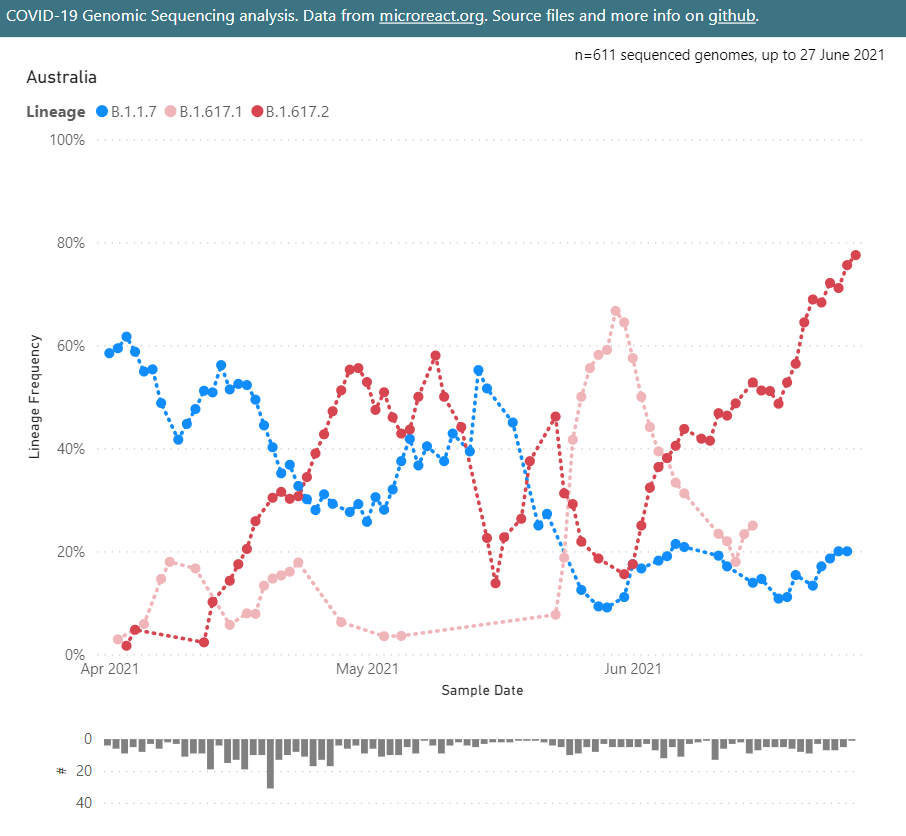 COVID-19 Genomic Sequencing analysis. Data from microreact.org. Source files and more info on github.
n=611 sequenced genomes, up to 27 June 2021
Australia
Lineage B.1.1.7 B.1.617.1 B.1.617.2
100%
80%
60%
40%
20%
0%
Lineage Frequency
Apr 2021 May 2021 Jun 2021
Sample Date
0
20
40
#